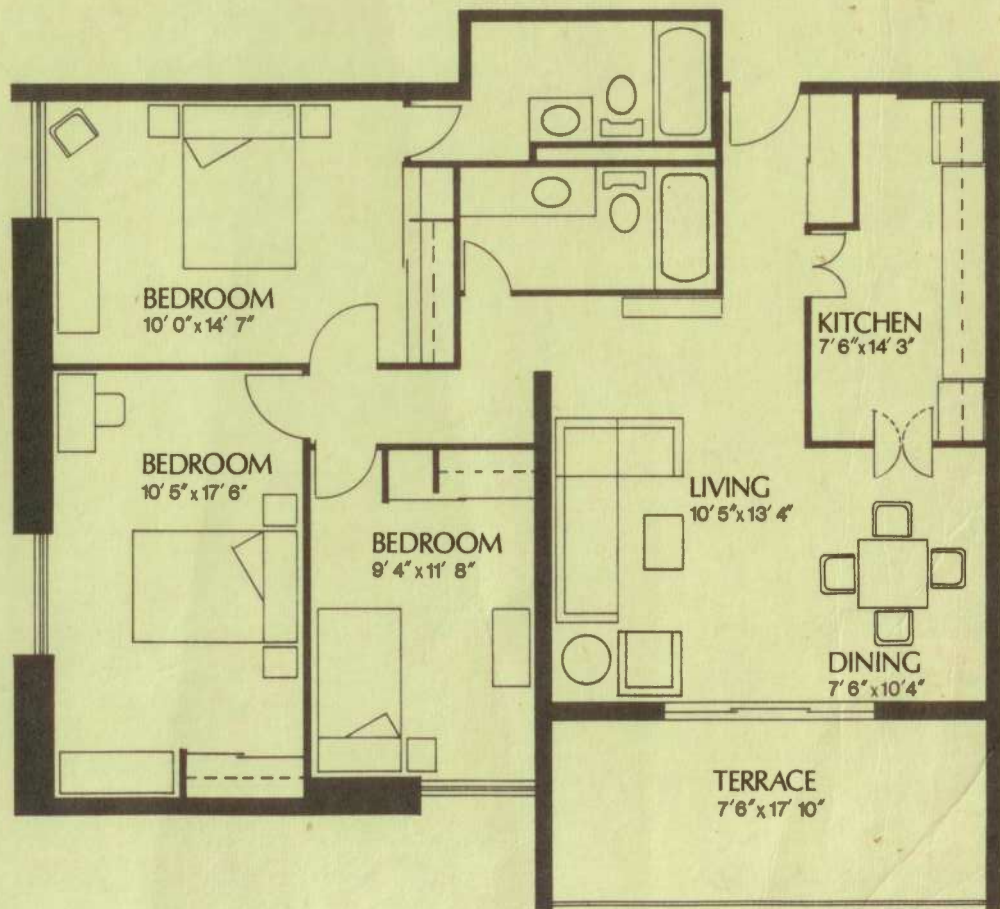 BEDROOM
10' 0" x 14' 7"
KITCHEN
7' 6" x 14' 3"
BEDROOM
10' 5" x 17' 6"
LIVING
10' 5" x 13' 4"
BEDROOM
9' 4" x 11' 8"
DINING
7' 6" x 10' 4"
TERRACE
7' 6" x 17' 10"